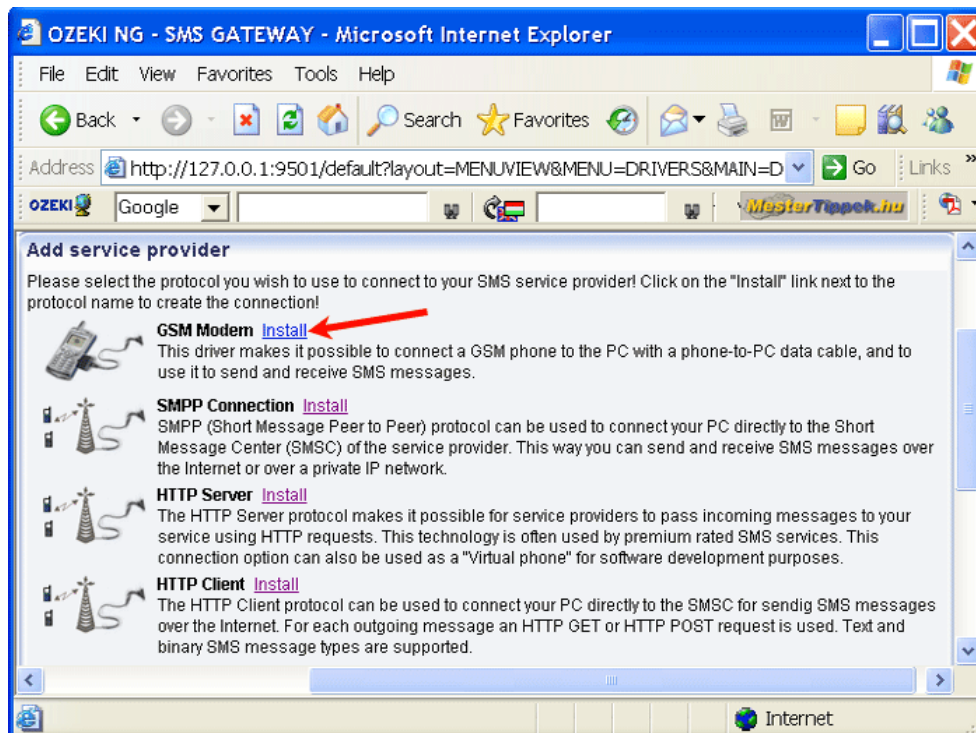 OZEKI NG - SMS GATEWAY - Microsoft Internet Explorer
File Edit View Favorites Tools Help
Back Search Favorites W
Address http://127.0.0.1:9501/default?layout=MENUVIEW&MENU=DRIVERS&MAIN=D Go Links »
OZEKI Google MesterTippek.hu
Add service provider
Please select the protocol you wish to use to connect to your SMS service provider! Click on the "Install" link next to the
protocol name to create the connection!
GSM Modem Install
This driver makes it possible to connect a GSM phone to the PC with a phone-to-PC data cable, and to
use it to send and receive SMS messages.
SMPP Connection Install
SMPP (Short Message Peer to Peer) protocol can be used to connect your PC directly to the Short
Message Center (SMSC) of the service provider. This way you can send and receive SMS messages over
the Internet or over a private IP network.
HTTP Server Install
The HTTP Server protocol makes it possible for service providers to pass incoming messages to your
service using HTTP requests. This technology is often used by premium rated SMS services. This
connection option can also be used as a "Virtual phone" for software development purposes.
HTTP Client Install
The HTTP Client protocol can be used to connect your PC directly to the SMSC for sendig SMS messages
over the Internet. For each outgoing message an HTTP GET or HTTP POST request is used. Text and
binary SMS message types are supported.
Internet